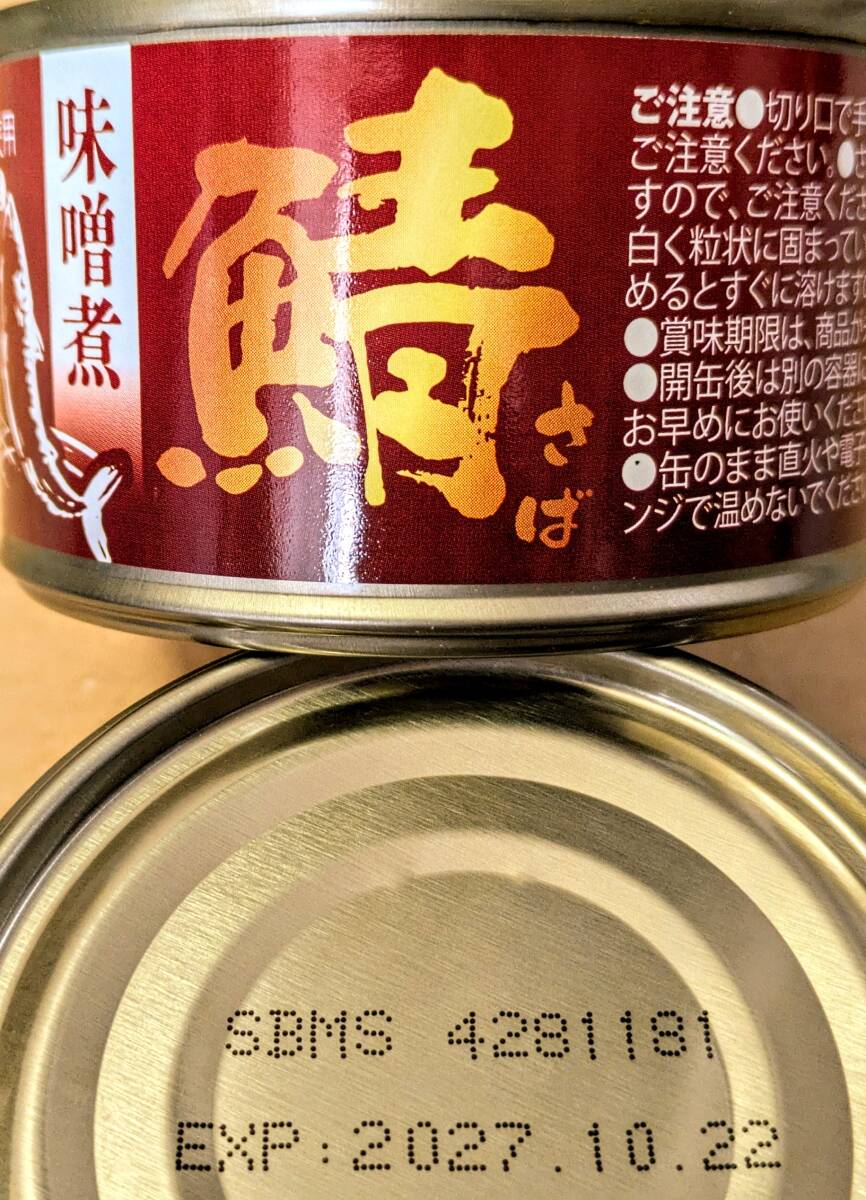 用
味噌煮
鯖
さば
ご注意●切り口で
ご注意ください。●
すので、ご注意くだ
白く粒状に固まってい
めるとすぐに溶けます
●賞味期限は、商品が
●開缶後は別の容器
お早めにお使いくださ
●缶のまま直火や電子
ンジで温めないでくださ
SBMS 4281181
EXP:2027.10.22